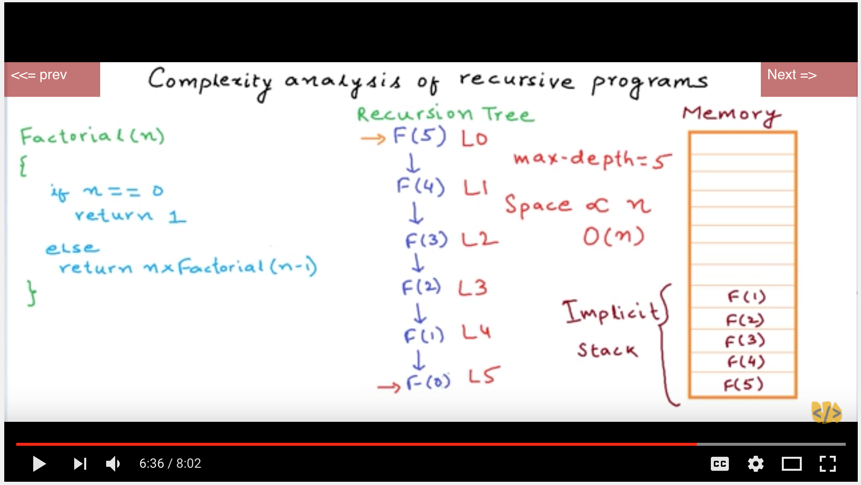 <<= prev
Next =>
Complexity analysis of recursive programs
Factorial(n)
{
if n == 0
return 1
else
return n×Factorial(n-1)
}
Recursion Tree
→ F(5) L0
↓
F(4) L1
↓
F(3) L2
↓
F(2) L3
↓
F(1) L4
↓
→ F(0) L5
max-depth=5
Space ∝ n
O(n)
Memory
Implicit
Stack
F(1)
F(2)
F(3)
F(4)
F(5)
</>
6:36 / 8:02
CC